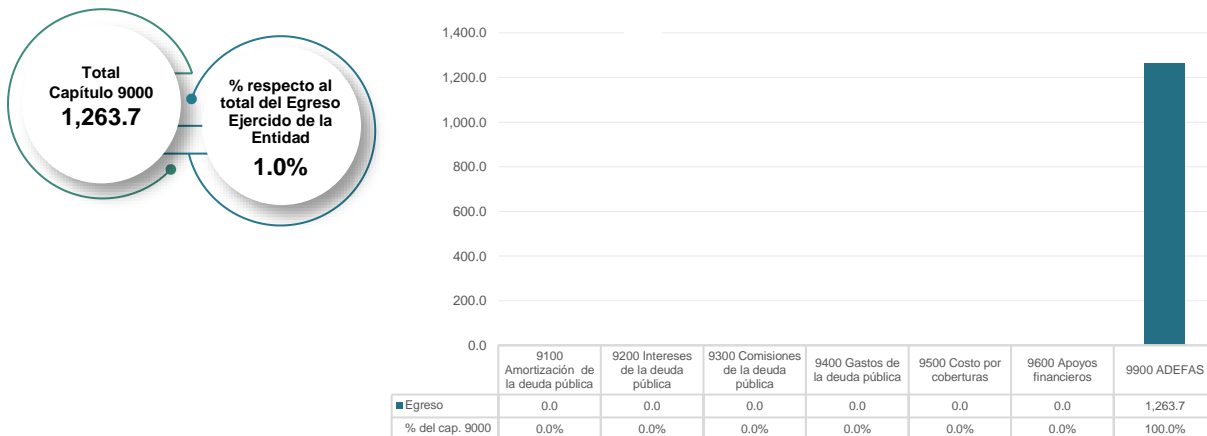 Total
Capítulo 9000
1,263.7
% respecto al
total del Egreso
Ejercido de la
Entidad
1.0%
1,400.0
1,200.0
1,000.0
800.0
600.0
400.0
200.0
0.0
9100
Amortización de
la deuda pública
9200 Intereses
de la deuda
pública
9300 Comisiones
de la deuda
pública
9400 Gastos de
la deuda pública
9500 Costo por
coberturas
9600 Apoyos
financieros
9900 ADEFAS
Egreso 0.0 0.0 0.0 0.0 0.0 0.0 1,263.7
% del cap. 9000 0.0% 0.0% 0.0% 0.0% 0.0% 0.0% 100.0%